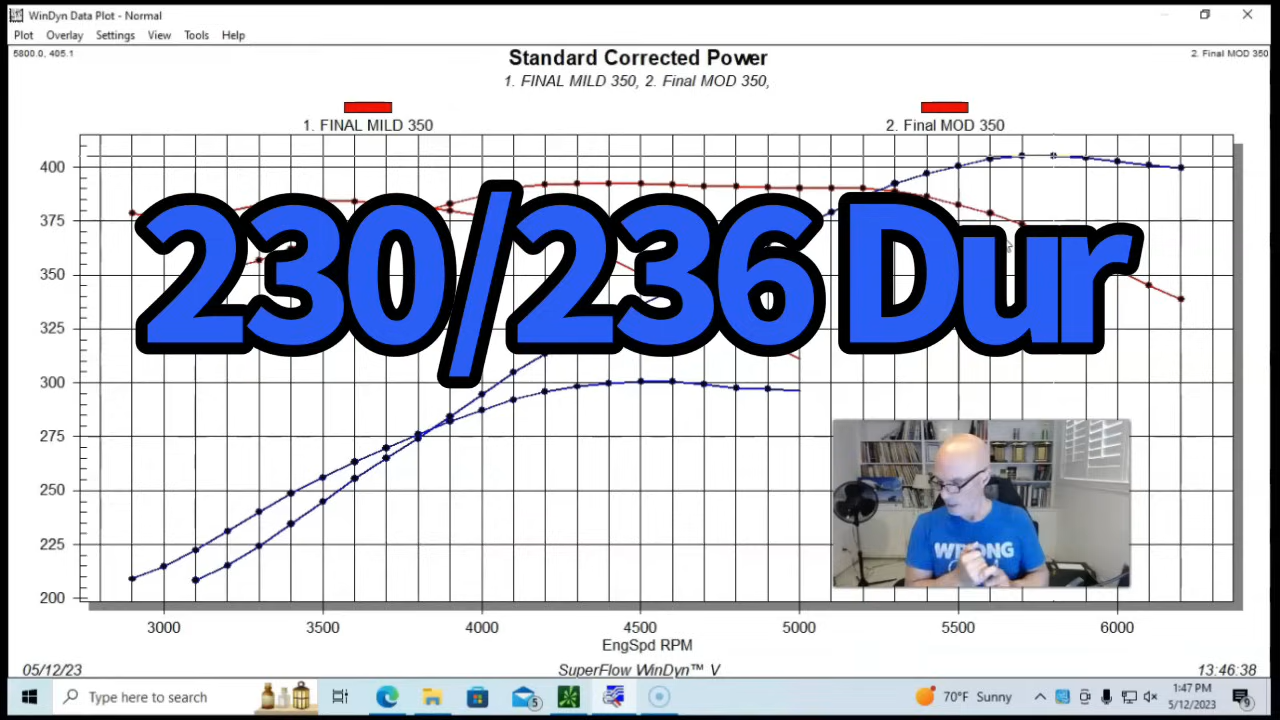 WinDyn Data Plot - Normal
Plot Overlay Settings View Tools Help
5800.0, 405.1
2. Final MOD 350
Standard Corrected Power
1. FINAL MILD 350, 2. Final MOD 350,
1. FINAL MILD 350
2. Final MOD 350
400
375
350
325
300
275
250
225
200
230/236 Dur
WRONG
3000 3500 4000 4500 5000 5500 6000
EngSpd RPM
05/12/23
SuperFlow WinDyn™ V
13:46:38
Type here to search
5
70°F Sunny
1:47 PM
5/12/2023
9